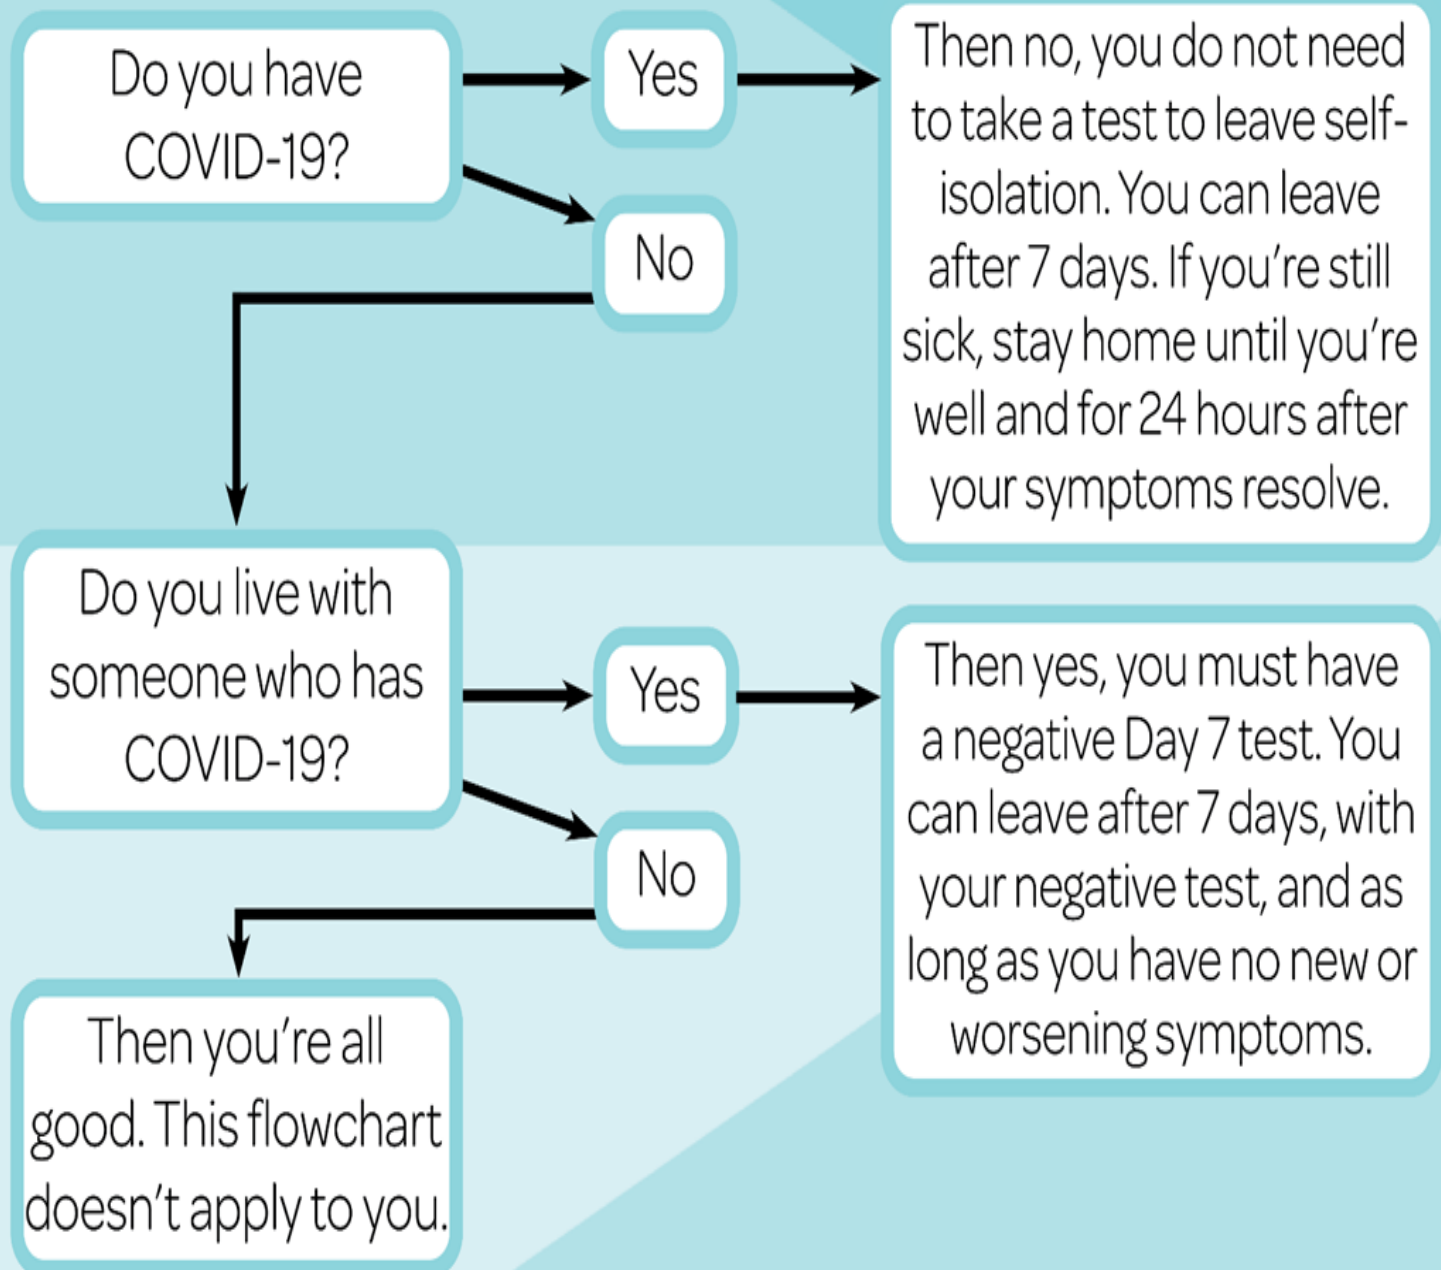 Do you have
COVID-19?
Yes
Then no, you do not need
to take a test to leave self-
isolation. You can leave
after 7 days. If you’re still
sick, stay home until you’re
well and for 24 hours after
your symptoms resolve.
No
Do you live with
someone who has
COVID-19?
Yes
Then yes, you must have
a negative Day 7 test. You
can leave after 7 days, with
your negative test, and as
long as you have no new or
worsening symptoms.
No
Then you’re all
good. This flowchart
doesn’t apply to you.